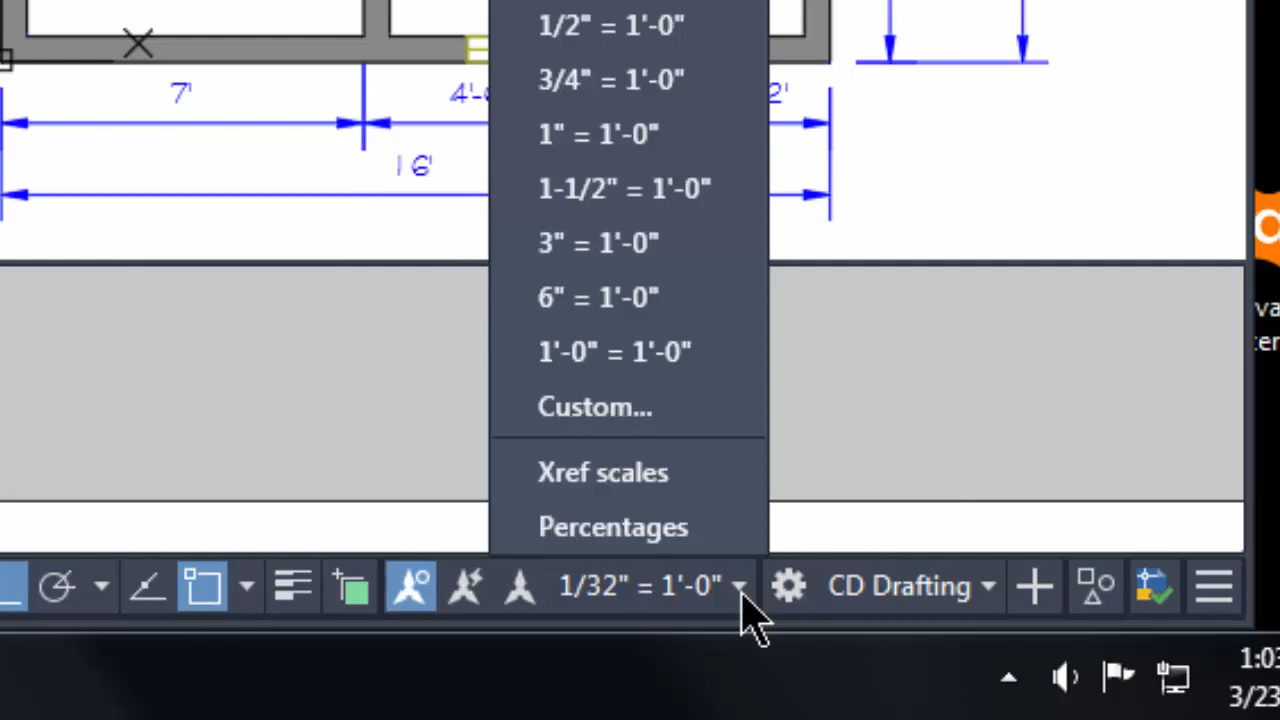 1/2" = 1'-0"
3/4" = 1'-0"
1" = 1'-0"
1-1/2" = 1'-0"
3" = 1'-0"
6" = 1'-0"
1'-0" = 1'-0"
Custom...
Xref scales
Percentages
7'
16'
1/32" = 1'-0"
CD Drafting